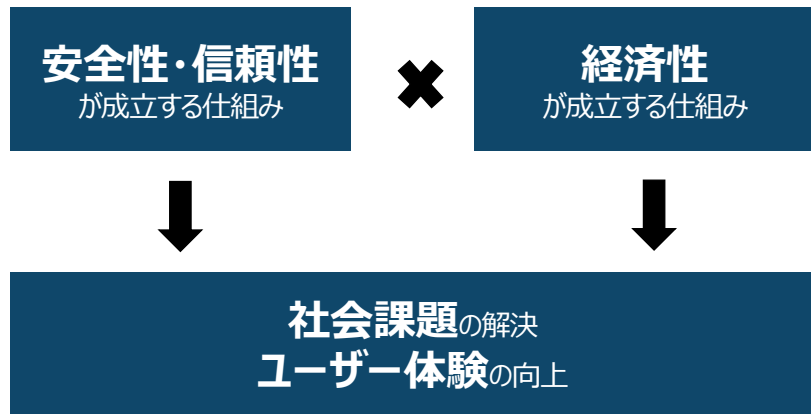 安全性・信頼性
が成立する仕組み
経済性
が成立する仕組み
社会課題の解決
ユーザー体験の向上